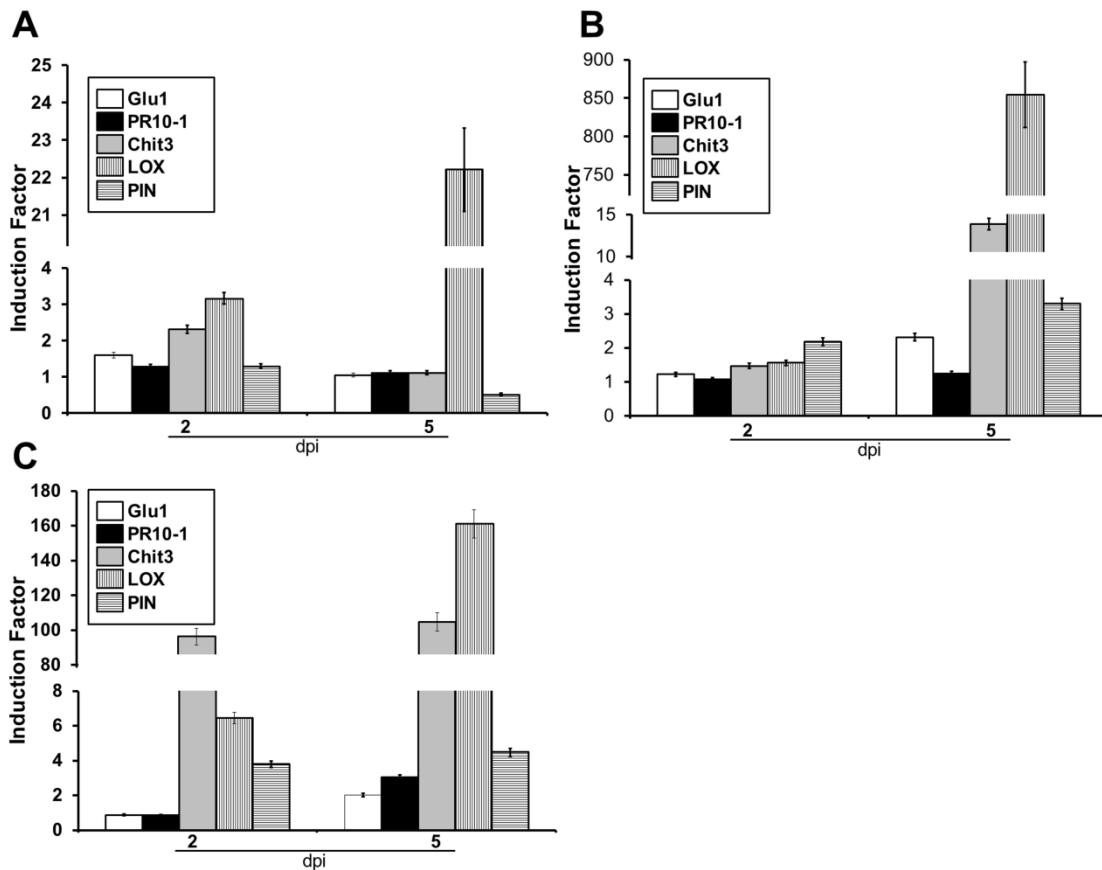 A
Induction Factor
25
24
23
22
21
4
3
2
1
0
Glu1
PR10-1
Chit3
LOX
PIN
2
5
dpi
B
Induction Factor
900
850
800
750
15
10
4
3
2
1
0
Glu1
PR10-1
Chit3
LOX
PIN
2
5
dpi
C
Induction Factor
180
160
140
120
100
80
8
6
4
2
0
Glu1
PR10-1
Chit3
LOX
PIN
2
5
dpi